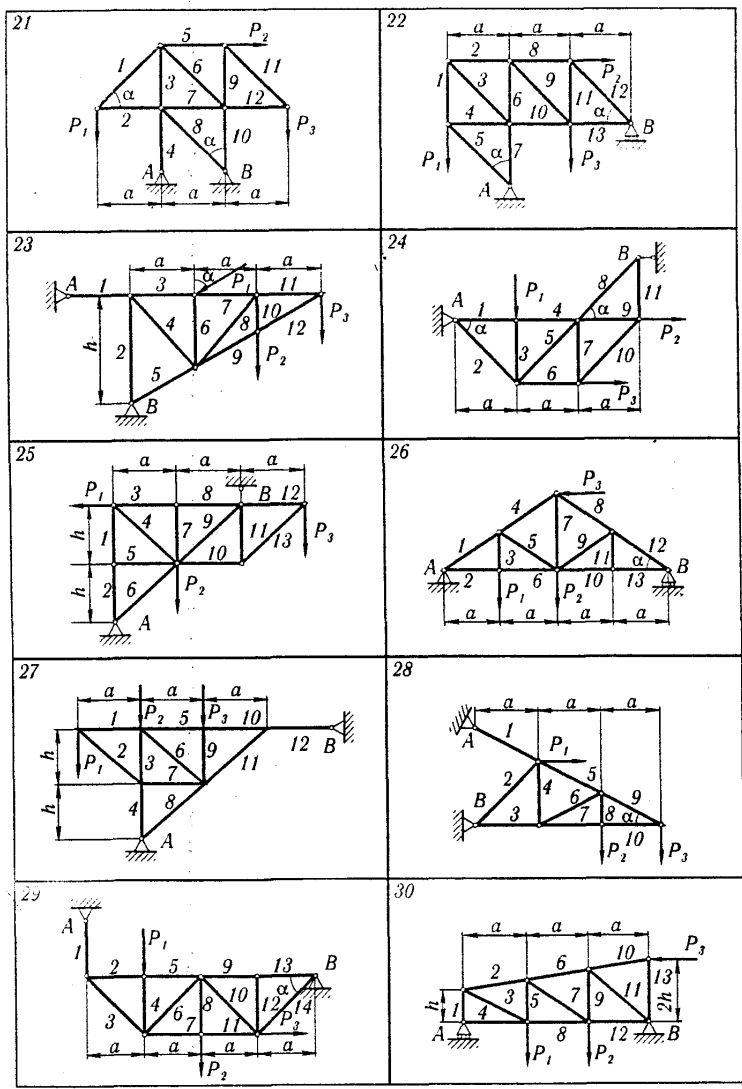 21
5 P₂
1 3 6 9 11
α
2 7 12
P₁ 8 P₃
4 α 10
A B
a a a
22
a a a
2 8
P₂
1 3 9 11 12
6 α
4 10 13 B
5
P₁ α 7 P₃
A
23
a a a
A 1 3 α P₁ 11
7 10
4 6 8 12 P₃
h 2
9 P₂
5
B
24
B
8
A P₁ 11
1 4 α 9
α P₂
2 3 5 7 10
6 P₃
a a a
25
a a a
P₁ 3 8 B 12
h 1 4 7 9 11 13 P₃
5 10
h 2 6 P₂
A
26
P₃
4 8
7
1 5 9 12
A 3 11 α B
2 6 10 13
P₁ P₂
a a a a
27
a a a
P₂ P₃
1 5 10
12 B
h 2 6 9
P₁ 3 11
7
h 4 8
A
28
a a a
A 1
P₁
2 5
B 4 6 9
3 7 8 α
10
P₂ P₃
29
A
P₁
1
2 5 9 13 B
α
4 6 8 10 12 14
3 7 11 P₃
a a a a
P₂
30
a a a
10 P₃
6
2 13
h 1 3 5 7 9 11 2h
4
A 8 12 B
P₁ P₂